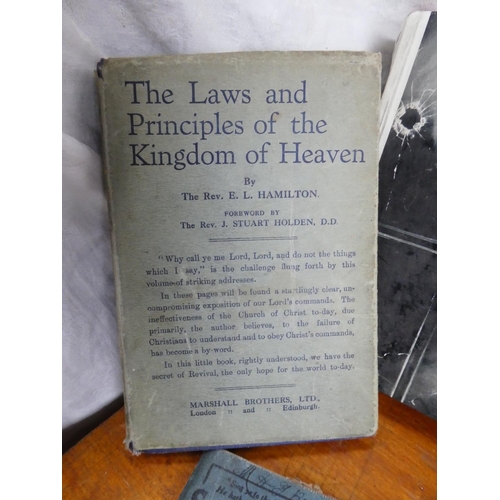 The Laws and
Principles of the
Kingdom of Heaven
By
The Rev. E. L. HAMILTON.
FOREWORD BY
The Rev. J. STUART HOLDEN, D.D.
"Why call ye me Lord, Lord, and do not the things
which I say," is the challenge flung forth by this
volume of striking addresses.
In these pages will be found a startlingly clear, un-
compromising exposition of our Lord's commands. The
ineffectiveness of the Church of Christ to-day, due
primarily, the author believes, to the failure of
Christians to understand and to obey Christ's commands,
has become a by-word.
In this little book, rightly understood, we have the
secret of Revival, the only hope for the world to-day.
MARSHALL BROTHERS, LTD.,
London " and " Edinburgh.